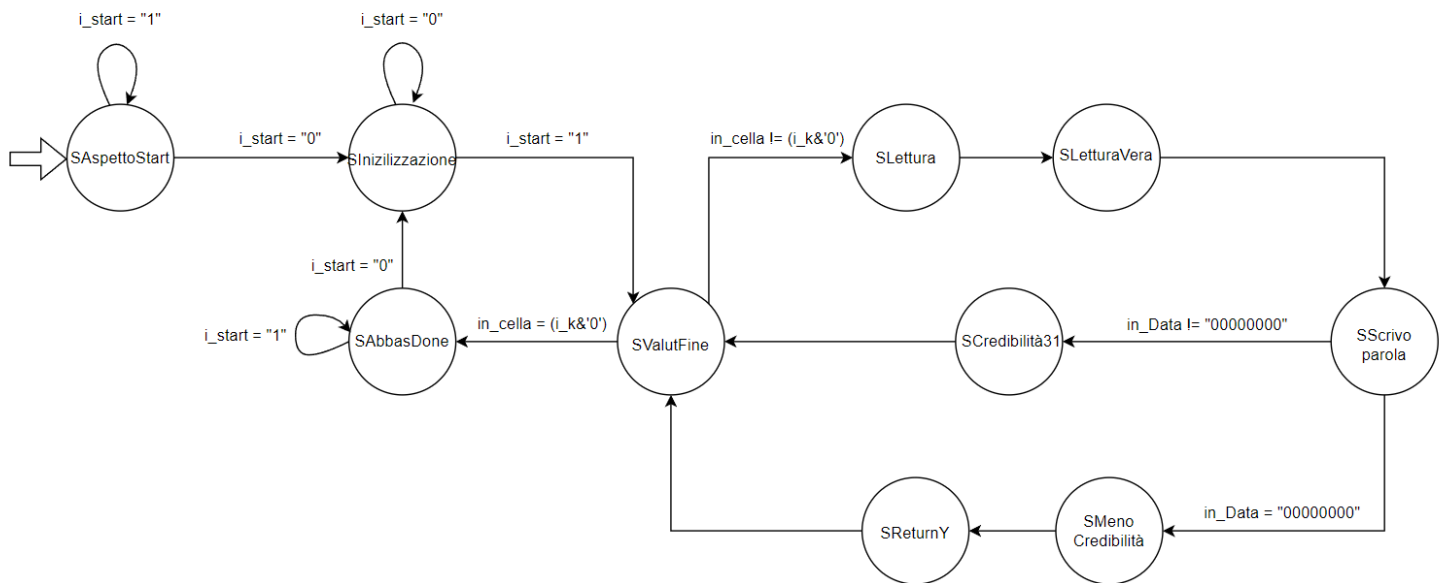 i_start = "1"
i_start = "0"
SAspettoStart
i_start = "0"
SInizilizzazione
i_start = "1"
in_cella != (i_k&'0')
SLettura
SLetturaVera
i_start = "0"
i_start = "1"
SAbbasDone
in_cella = (i_k&'0')
SValutFine
SCredibilità31
in_Data != "00000000"
SScrivo
parola
SReturnY
SMeno
Credibilità
in_Data = "00000000"